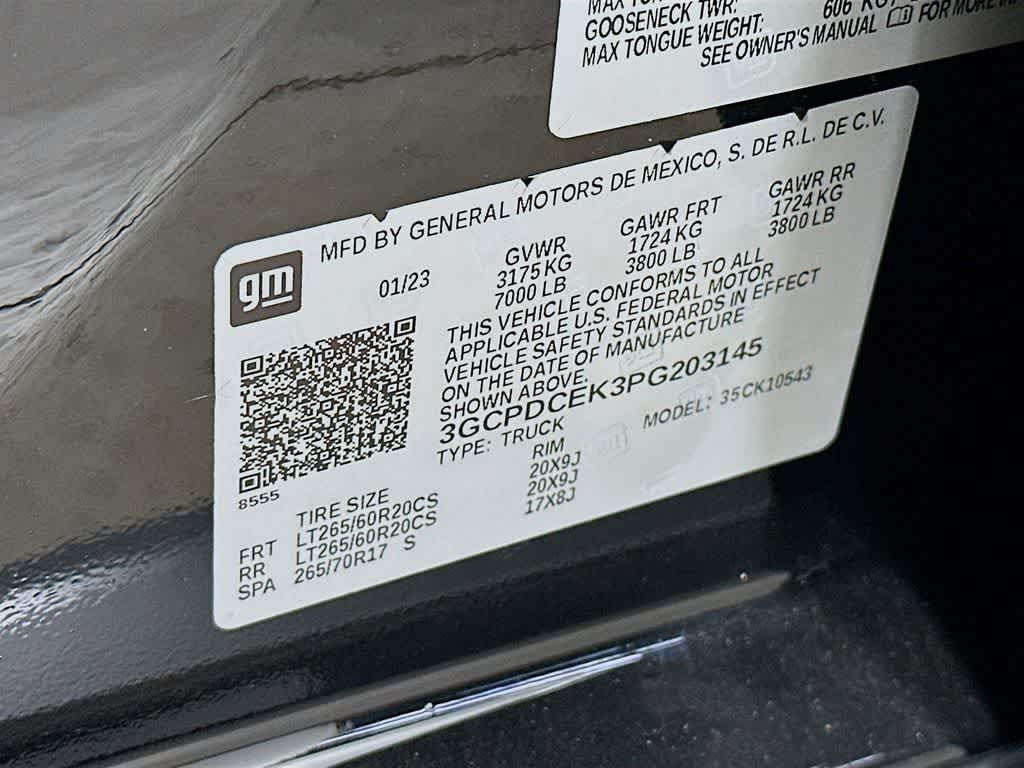 GOOSENECK TWR:
MAX TONGUE WEIGHT: 606
SEE OWNER'S MANUAL FOR MORE
MFD BY GENERAL MOTORS DE MEXICO, S. DE R.L. DE C.V.
gm
01/23 GVWR GAWR FRT GAWR RR
3175 KG 1724 KG 1724 KG
7000 LB 3800 LB 3800 LB
THIS VEHICLE CONFORMS TO ALL
APPLICABLE U.S. FEDERAL MOTOR
VEHICLE SAFETY STANDARDS IN EFFECT
ON THE DATE OF MANUFACTURE
SHOWN ABOVE.
3GCPDCEK3PG203145
TYPE: TRUCK MODEL: 35CK10543
8555
TIRE SIZE RIM
FRT LT265/60R20CS 20X9J
RR LT265/60R20CS 20X9J
SPA 265/70R17 S 17X8J